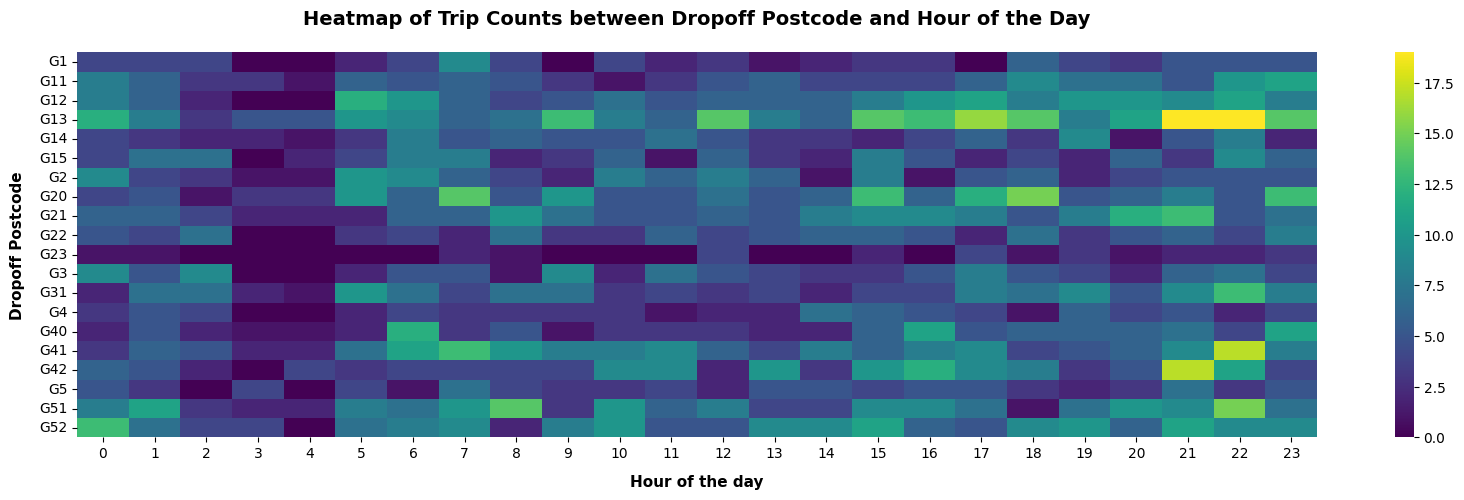 Heatmap of Trip Counts between Dropoff Postcode and Hour of the Day
Dropoff Postcode
G1
G11
G12
G13
G14
G15
G2
G20
G21
G22
G23
G3
G31
G4
G40
G41
G42
G5
G51
G52
0 1 2 3 4 5 6 7 8 9 10 11 12 13 14 15 16 17 18 19 20 21 22 23
Hour of the day
17.5
15.0
12.5
10.0
7.5
5.0
2.5
0.0